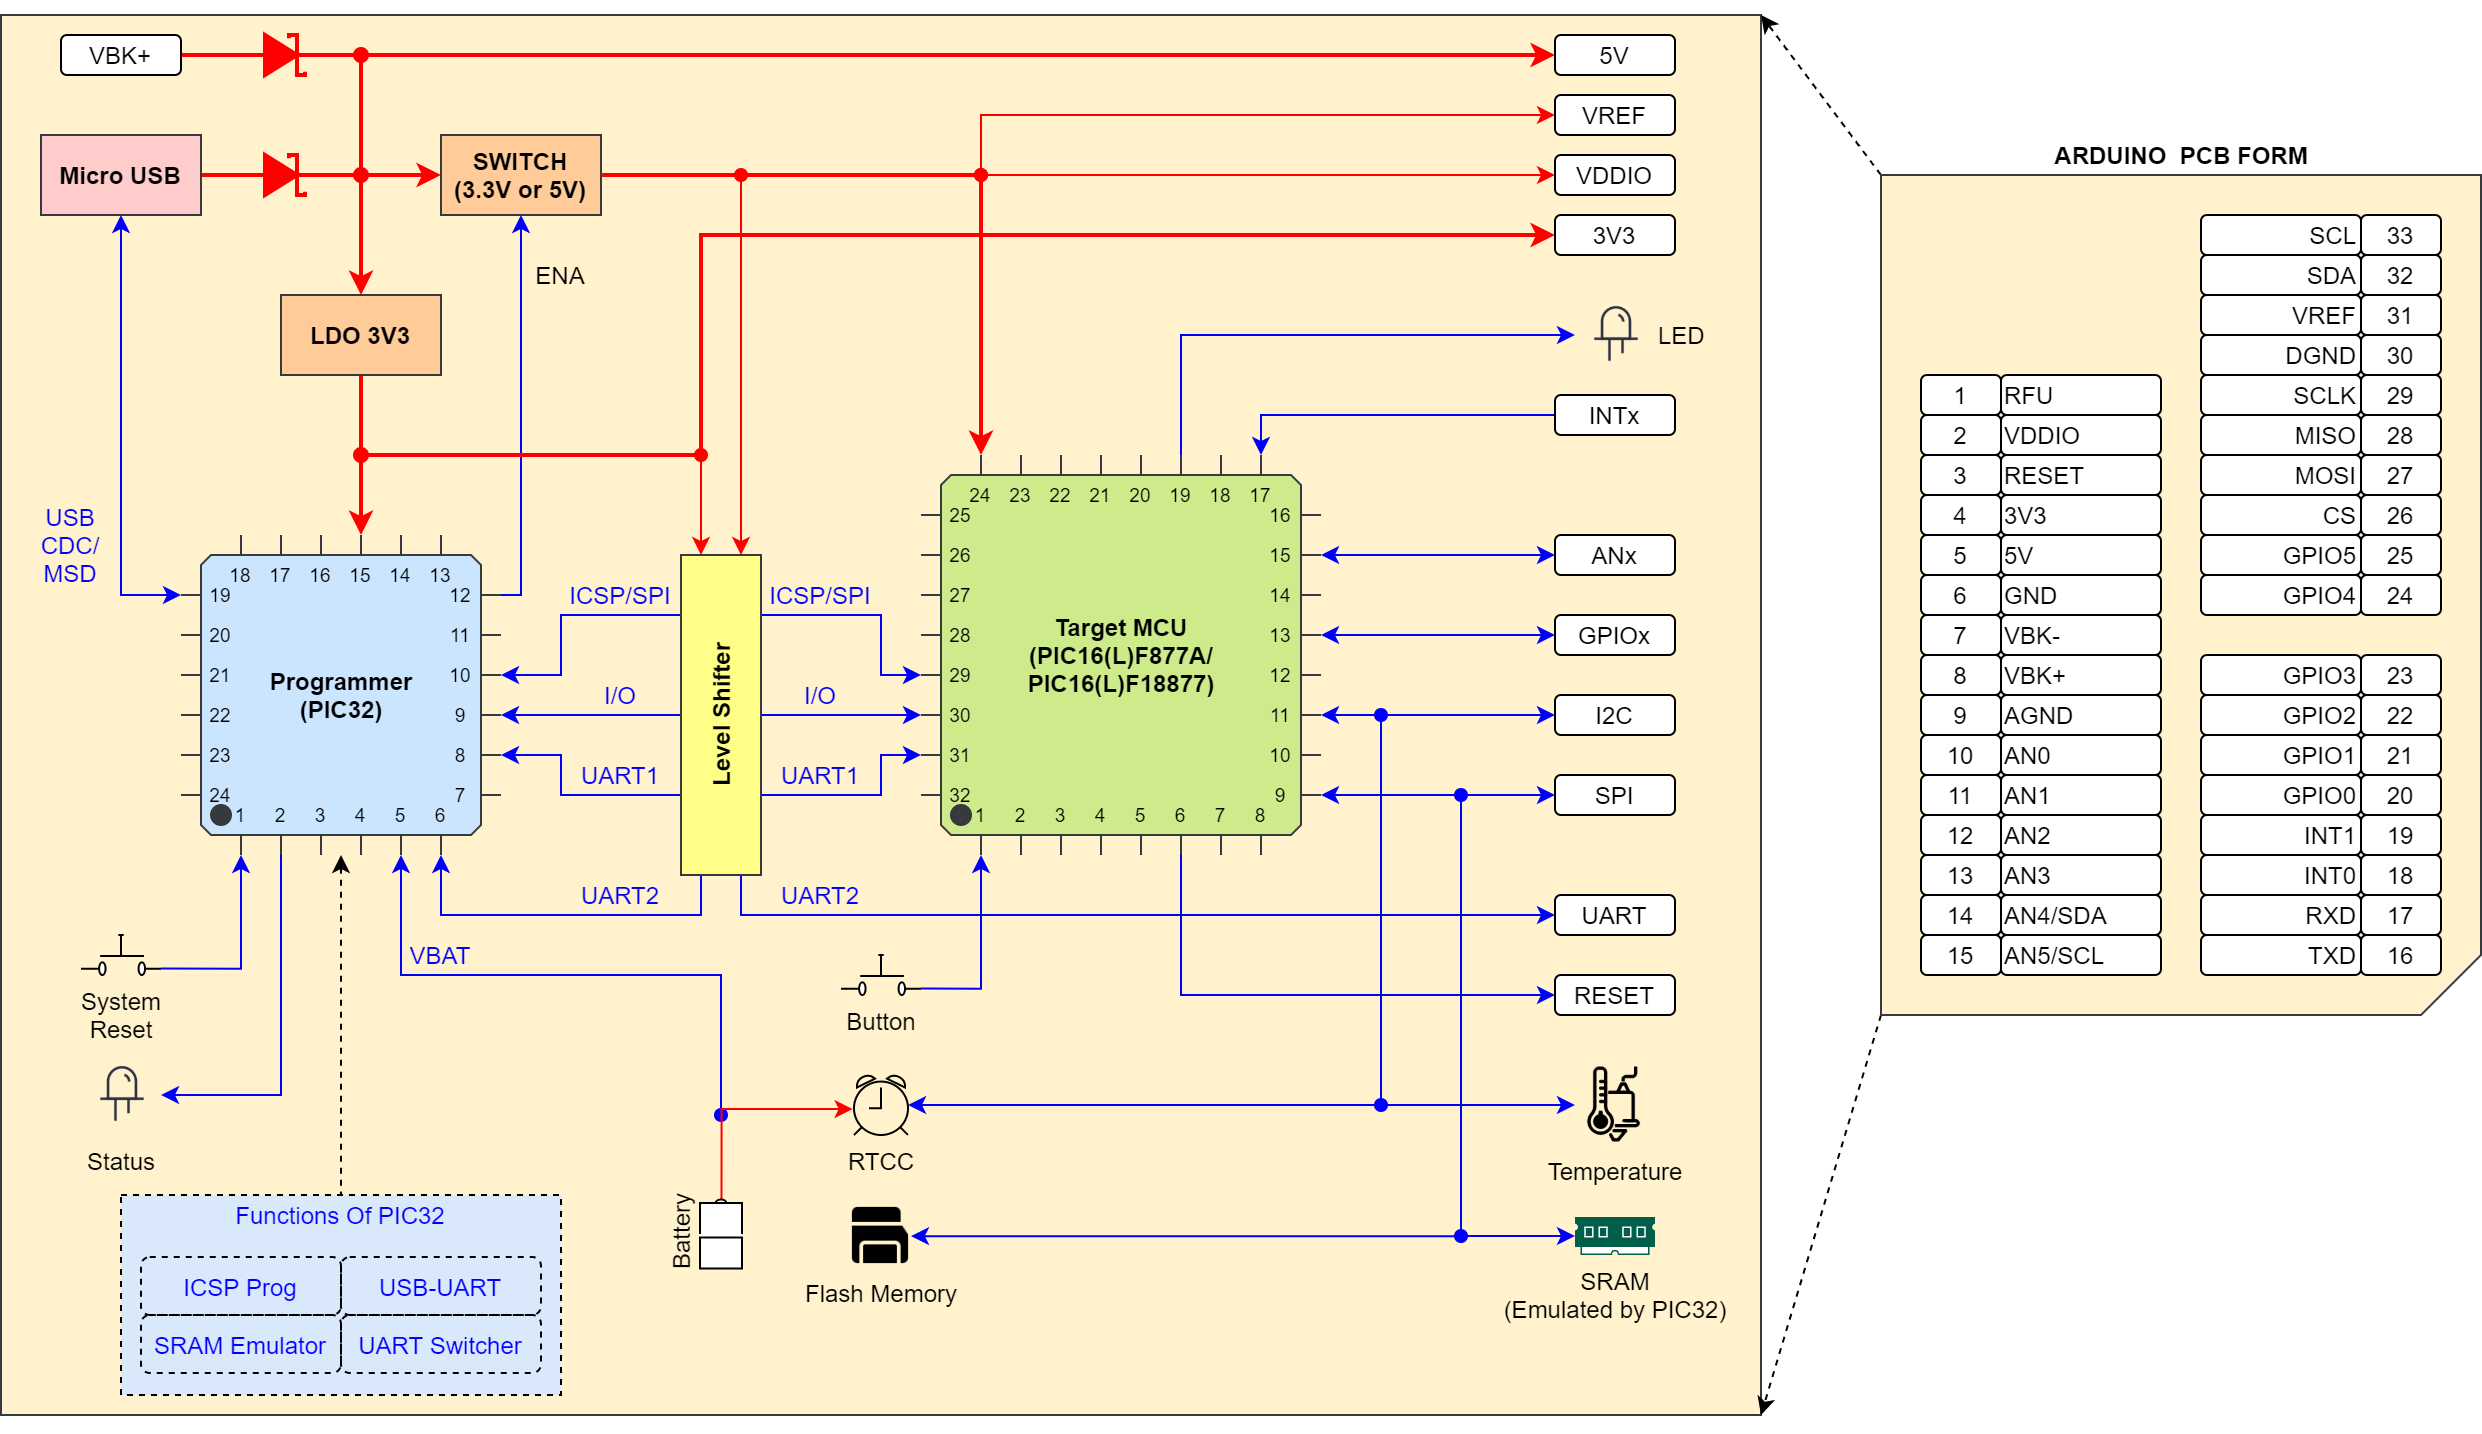 VBK+
5V
VREF
Micro USB
SWITCH
(3.3V or 5V)
VDDIO
3V3
ENA
LDO 3V3
LED
INTx
USB
CDC/
MSD
18 17 16 15 14 13
19
20
21
22
23
24
12
11
10
9
8
7
1 2 3 4 5 6
Programmer
(PIC32)
ICSP/SPI
ICSP/SPI
I/O
I/O
UART1
UART1
UART2
UART2
Level Shifter
24 23 22 21 20 19 18 17
25
26
27
28
29
30
31
32
16
15
14
13
12
11
10
9
1 2 3 4 5 6 7 8
Target MCU
(PIC16(L)F877A/
PIC16(L)F18877)
ANx
GPIOx
I2C
SPI
UART
RESET
VBAT
System
Reset
Button
Status
RTCC
Temperature
Battery
Flash Memory
SRAM
(Emulated by PIC32)
Functions Of PIC32
ICSP Prog
USB-UART
SRAM Emulator
UART Switcher
ARDUINO PCB FORM
1 RFU
2 VDDIO
3 RESET
4 3V3
5 5V
6 GND
7 VBK-
8 VBK+
9 AGND
10 AN0
11 AN1
12 AN2
13 AN3
14 AN4/SDA
15 AN5/SCL
SCL 33
SDA 32
VREF 31
DGND 30
SCLK 29
MISO 28
MOSI 27
CS 26
GPIO5 25
GPIO4 24
GPIO3 23
GPIO2 22
GPIO1 21
GPIO0 20
INT1 19
INT0 18
RXD 17
TXD 16